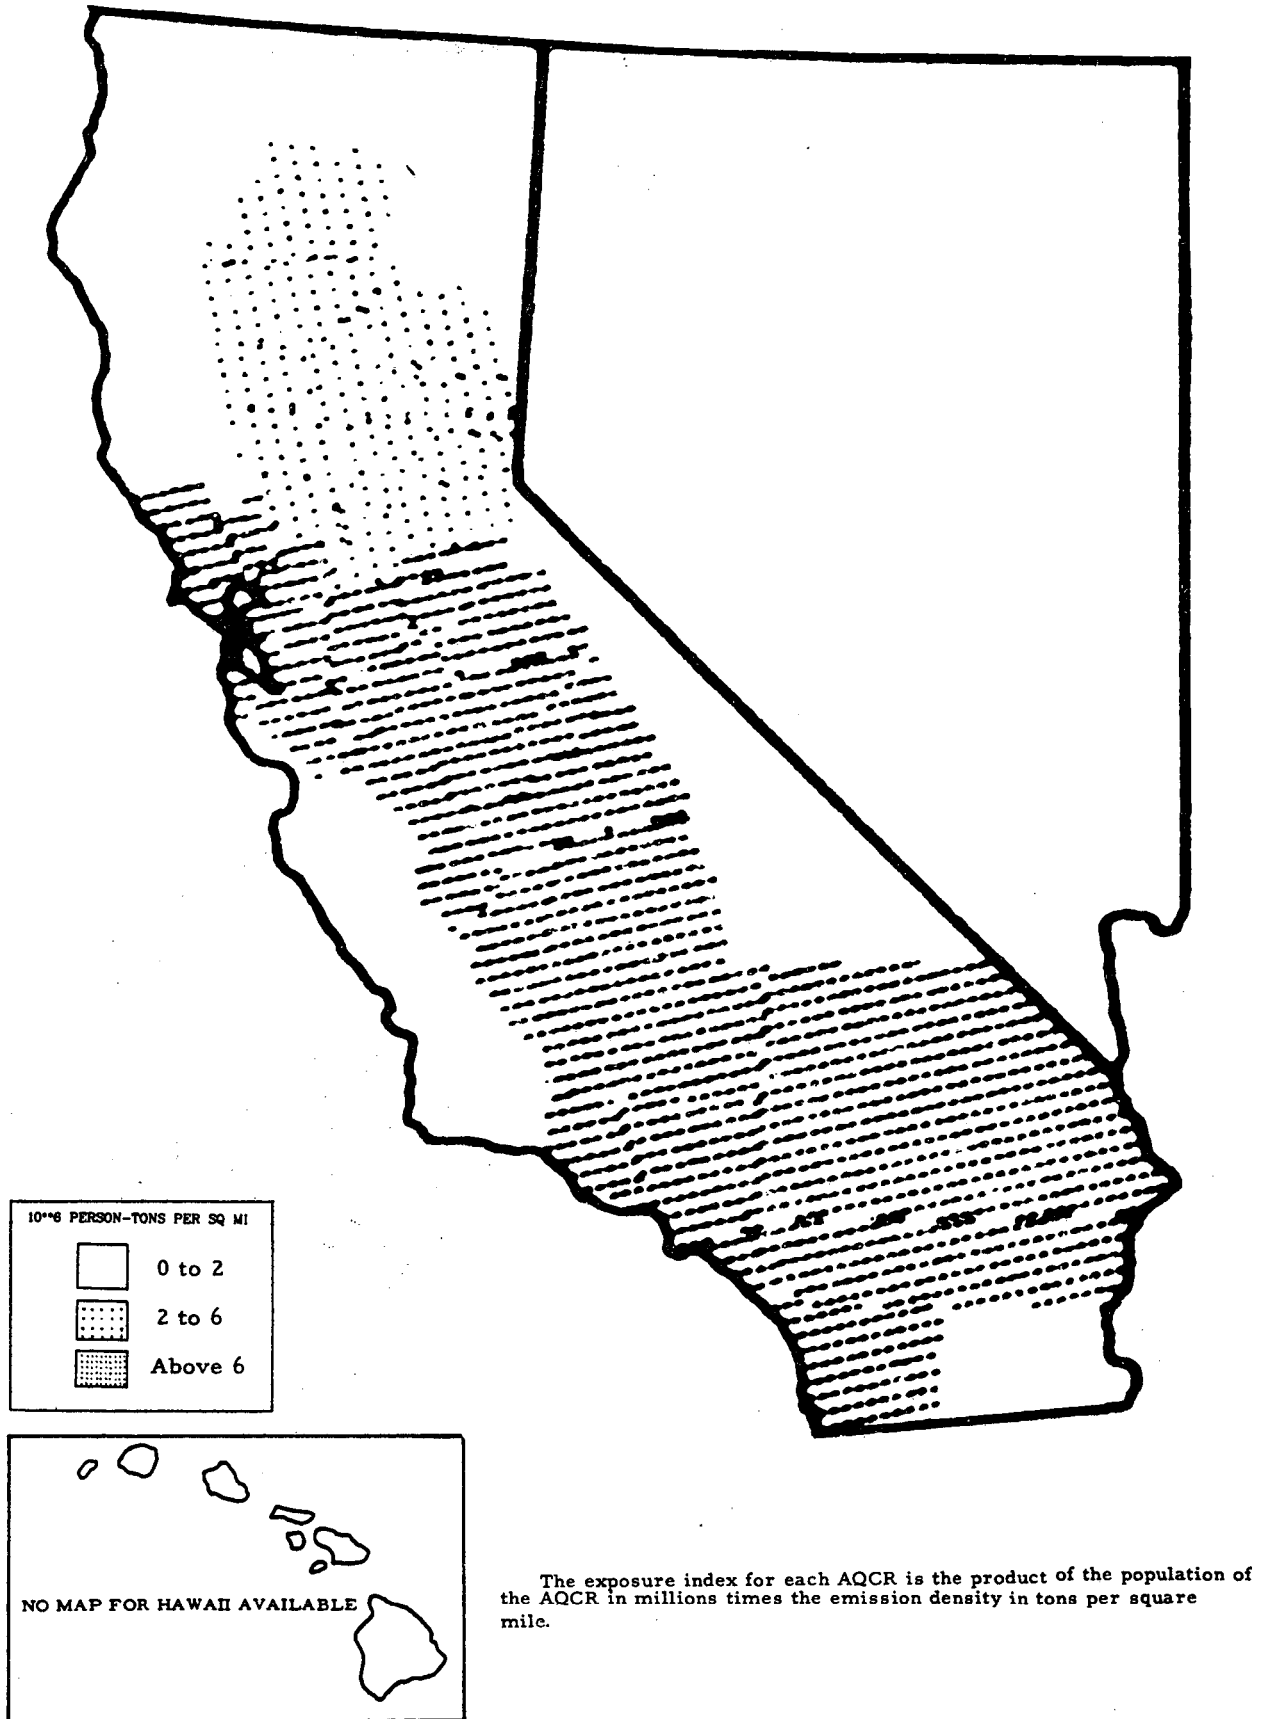 10**6 PERSON-TONS PER SQ MI
0 to 2
2 to 6
Above 6
NO MAP FOR HAWAII AVAILABLE
The exposure index for each AQCR is the product of the population of
the AQCR in millions times the emission density in tons per square
mile.